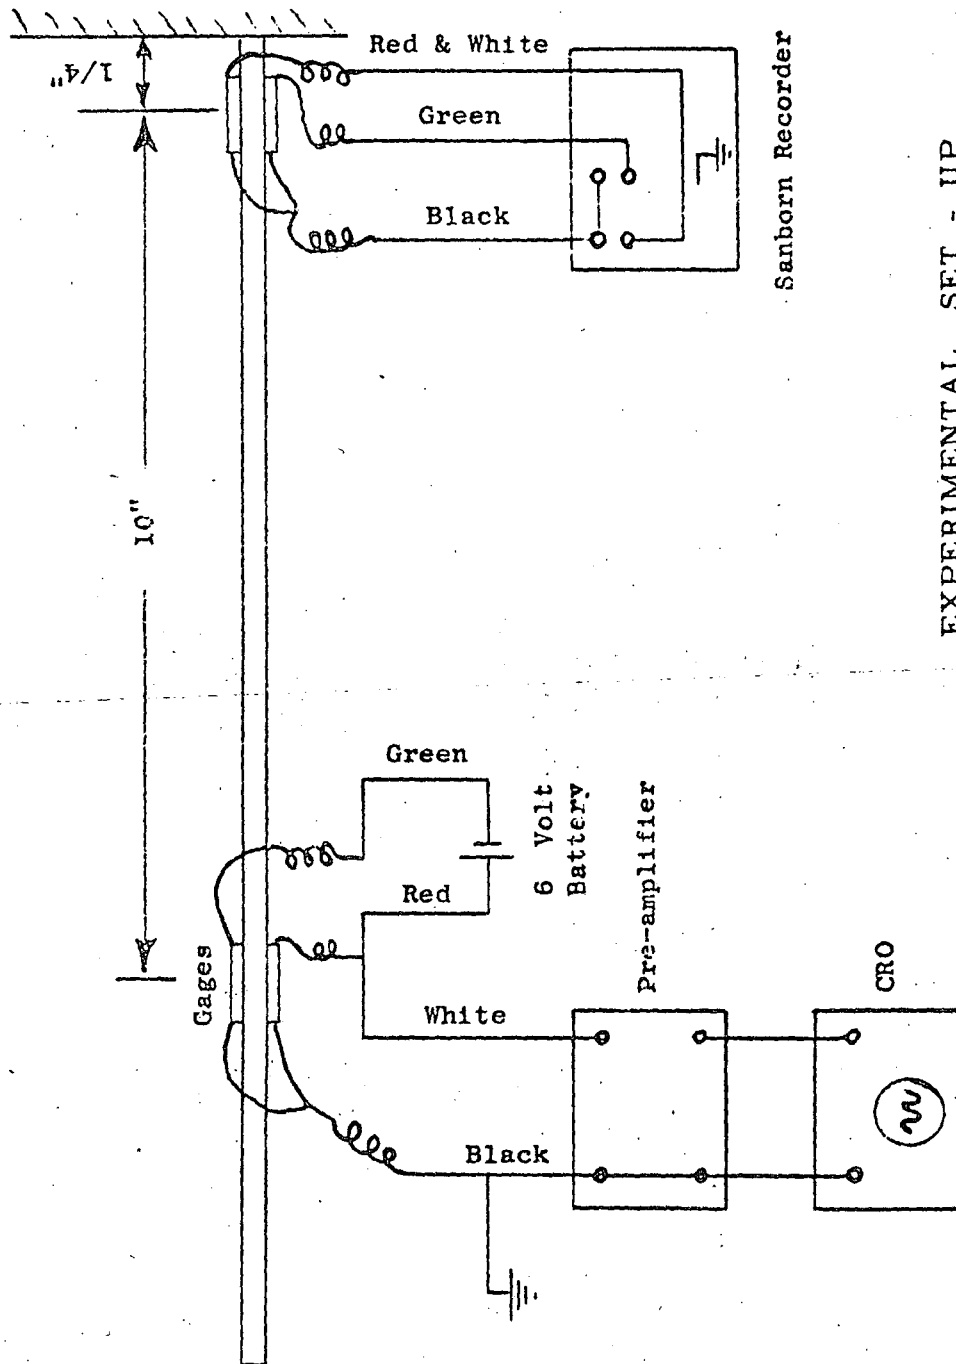 1/4"
Red & White
Green
Black
Sanborn Recorder
10"
Green
6 Volt
Battery
Red
Gages
Pre-amplifier
White
Black
CRO
EXPERIMENTAL SET - UP